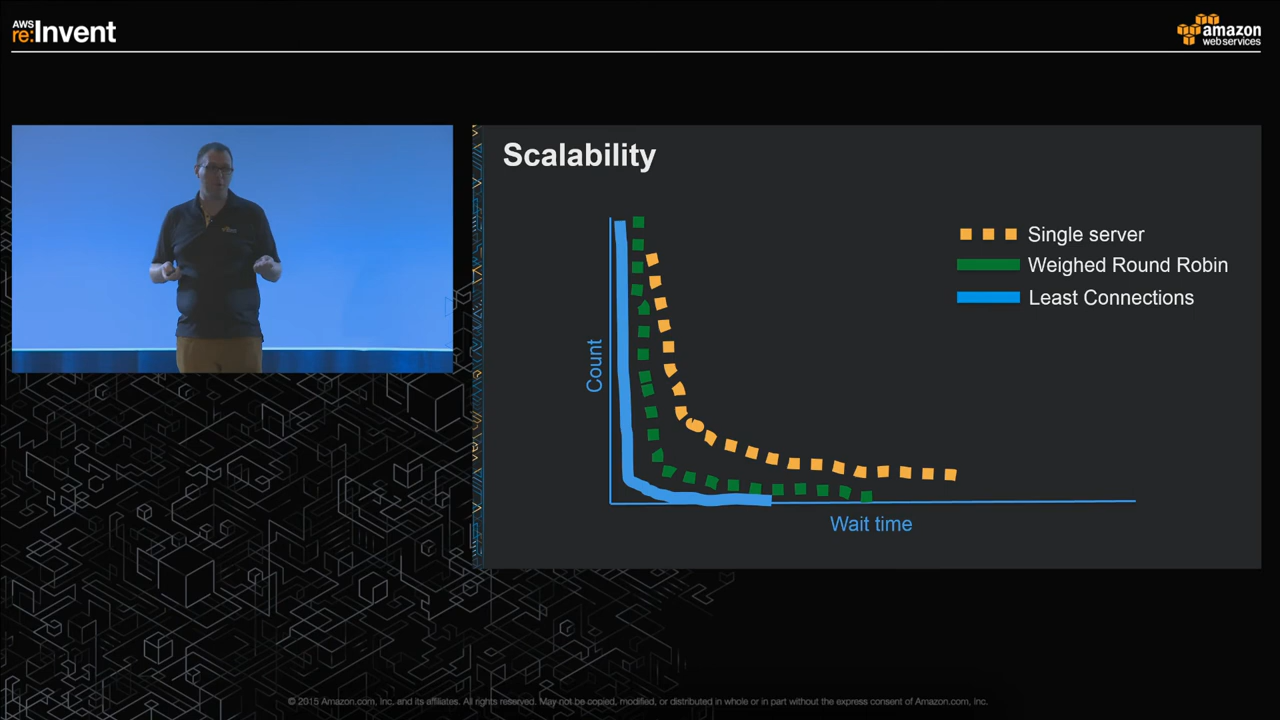 AWS
re:Invent
amazon
web services
Scalability
Single server
Weighed Round Robin
Least Connections
Count
Wait time
© 2015 Amazon.com, Inc. and its affiliates. All rights reserved. May not be copied, modified, or distributed in whole or in part without the express consent of Amazon.com, Inc.